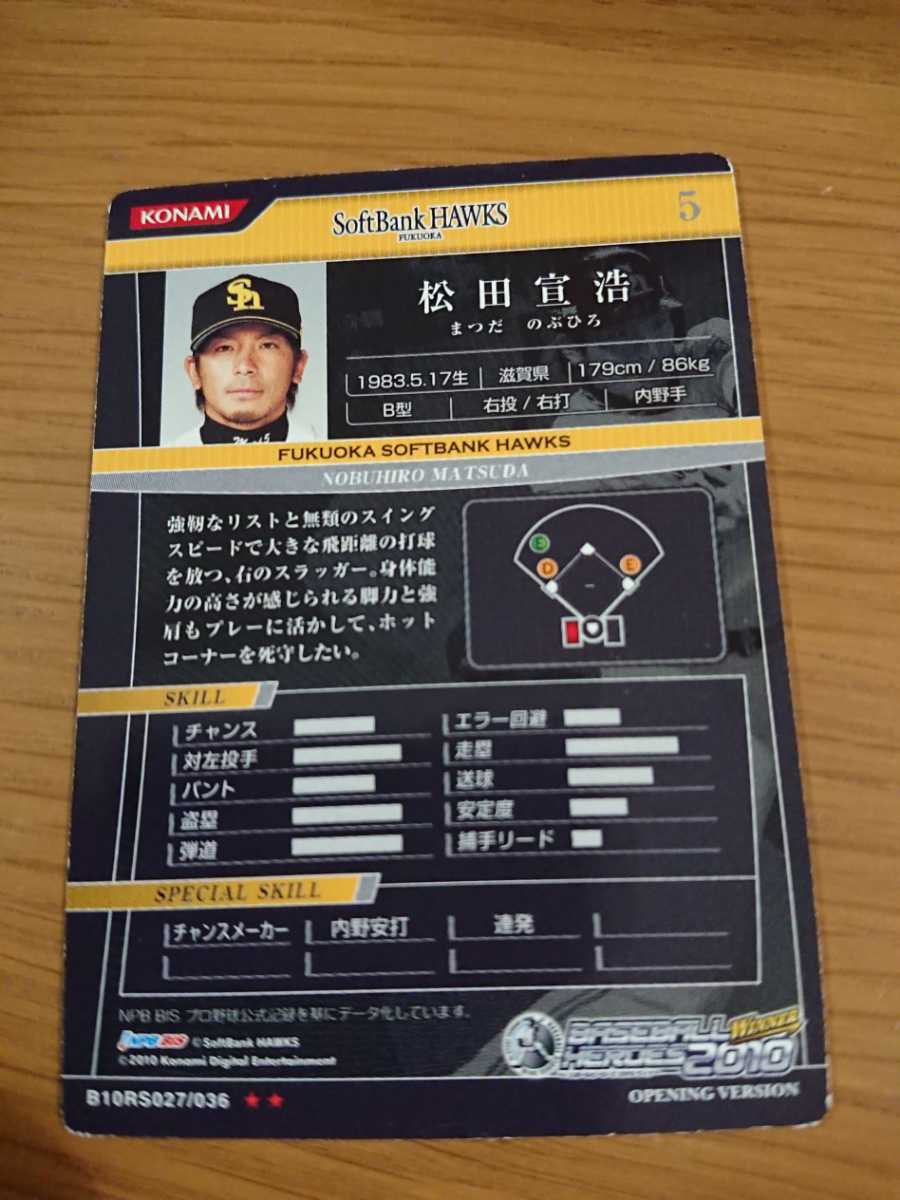 KONAMI
SoftBank HAWKS
FUKUOKA
5
Sh
松田宣浩
まつだ のぶひろ
1983.5.17生 滋賀県 179cm / 86kg
B型 右投 / 右打 内野手
FUKUOKA SOFTBANK HAWKS
NOBUHIRO MATSUDA
強靭なリストと無類のスイング
スピードで大きな飛距離の打球
を放つ、右のスラッガー。身体能
力の高さが感じられる脚力と強
肩もプレーに活かして、ホット
コーナーを死守したい。
D E
SKILL
チャンス
対左投手
バント
盗塁
弾道
エラー回避
走塁
送球
安定度
捕手リード
SPECIAL SKILL
チャンスメーカー 内野安打 連発
NPB BIS プロ野球公式記録を基にデータ化しています。
NPB BIS ©SoftBank HAWKS
©2010 Konami Digital Entertainment
BASEBALL WINNER
HEROES 2010
B10RS027/036 ★★
OPENING VERSION